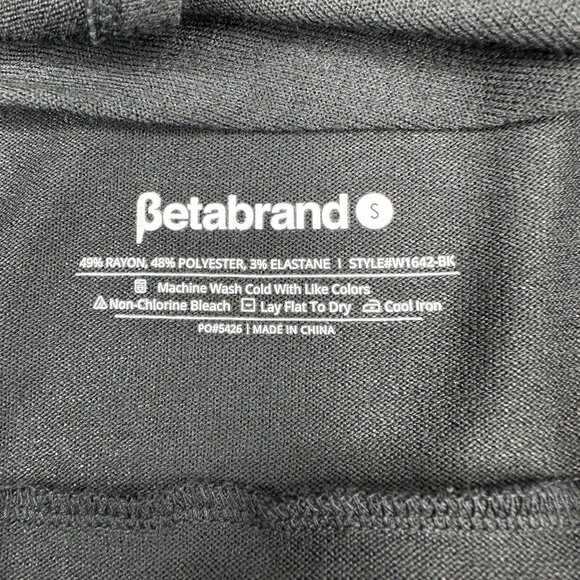 βetabrand S
49% RAYON, 48% POLYESTER, 3% ELASTANE | STYLE#W1642-BK
Machine Wash Cold With Like Colors
Non-Chlorine Bleach Lay Flat To Dry Cool Iron
PO#5426 | MADE IN CHINA